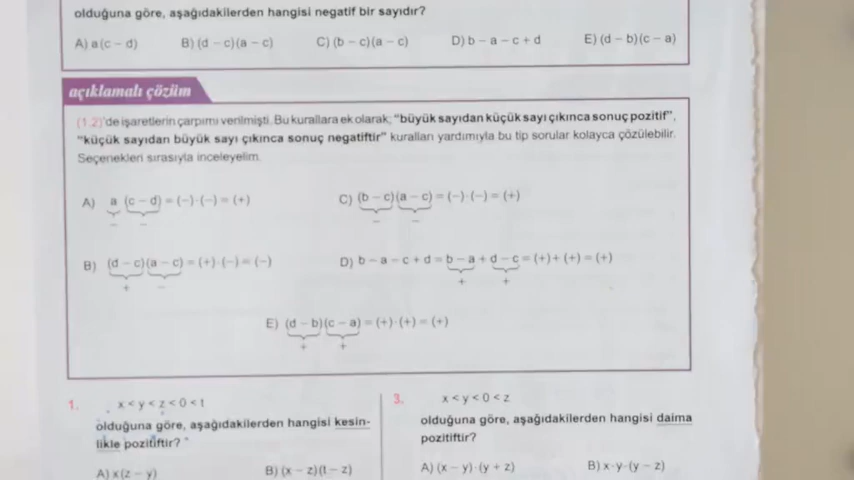 olduğuna göre, aşağıdakilerden hangisi negatif bir sayıdır?
A) a(c – d) B) (d – c)(a – c) C) (b – c)(a – c) D) b – a – c + d E) (d – b)(c – a)
açıklamalı çözüm
(1.2)'de işaretlerin çarpımı verilmişti. Bu kurallara ek olarak; "büyük sayıdan küçük sayı çıkınca sonuç pozitif",
"küçük sayıdan büyük sayı çıkınca sonuç negatiftir" kuralları yardımıyla bu tip sorular kolayca çözülebilir.
Seçenekleri sırasıyla inceleyelim.
A) a (c – d) = (–)·(–) = (+) C) (b – c)(a – c) = (–)·(–) = (+)
– – – –
B) (d – c)(a – c) = (+)·(–) = (–) D) b – a – c + d = b – a + d – c = (+) + (+) = (+)
+ – + +
E) (d – b)(c – a) = (+)·(+) = (+)
+ +
1. x < y < z < 0 < t
olduğuna göre, aşağıdakilerden hangisi kesin-
likle pozitiftir?
A) x(z – y) B) (x – z)(t – z)
3. x < y < 0 < z
olduğuna göre, aşağıdakilerden hangisi daima
pozitiftir?
A) (x – y)·(y + z) B) x·y·(y – z)